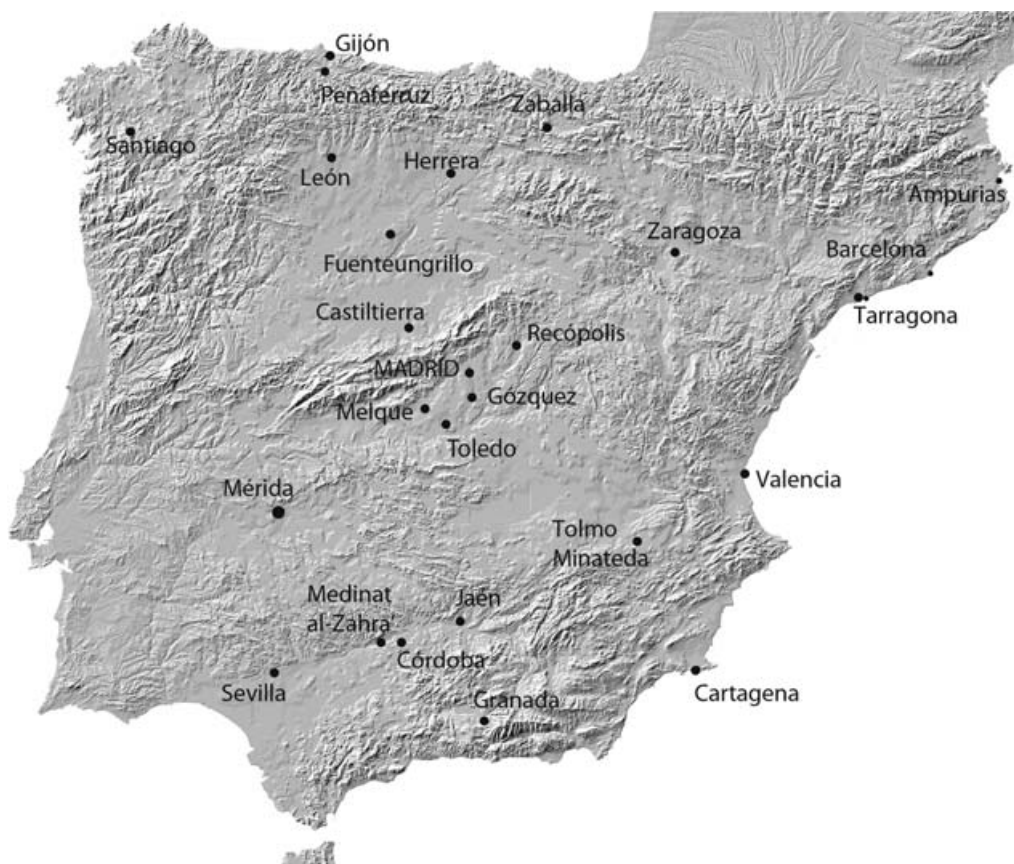 Gijón
Peñaferruz
Zaballa
Santiago
León
Herrera
Ampurias
Zaragoza
Barcelona
Fuenteungrillo
Tarragona
Castiltierra
Recópolis
MADRID
Gózquez
Melque
Toledo
Valencia
Mérida
Tolmo
Minateda
Medinat
al-Zahra'
Jaén
Córdoba
Sevilla
Cartagena
Granada